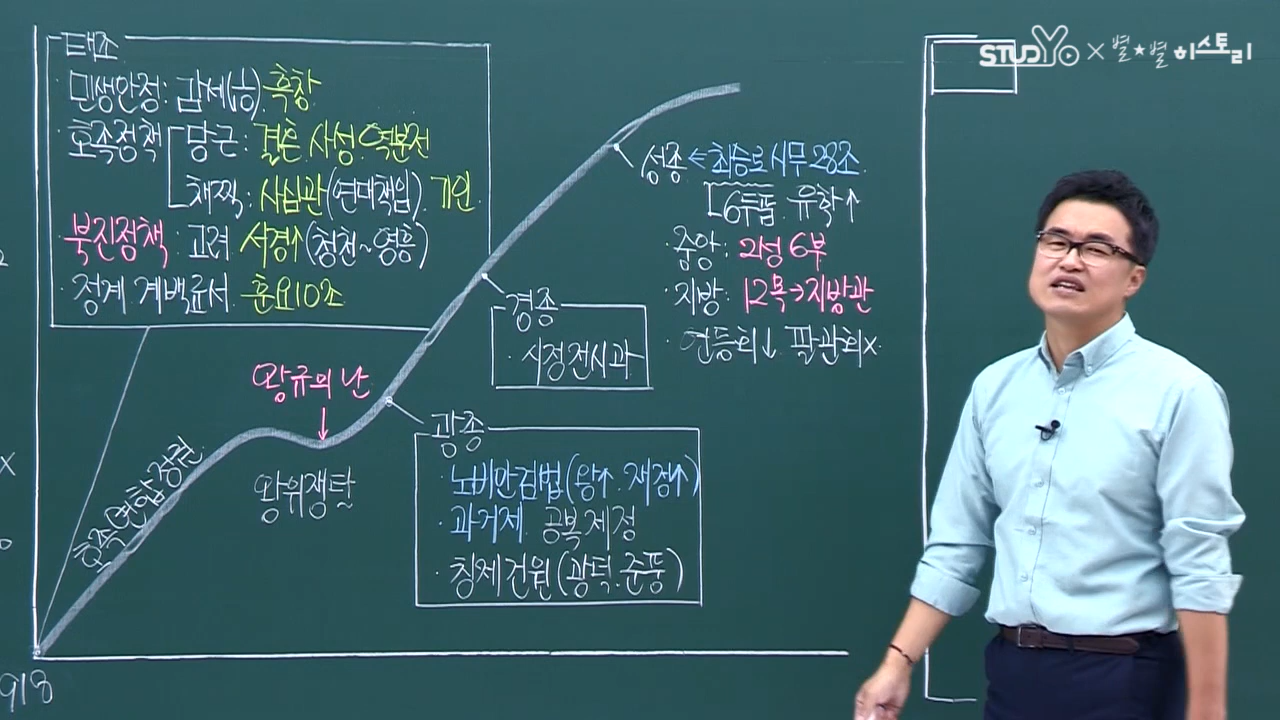 STUDYo × 별★별 히스토리
태조
민생안정: 감세(1/10) 흑창
호족정책 당근: 결혼 사성 역분전
채찍: 사심관(연대책임). 기인
북진정책: 고려 서경↑(청천~영흥)
정계 계백료서 훈요10조
호족연합정권
왕규의 난
왕위쟁탈
918
광종
노비안검법(왕↑. 재정↑)
과거제 공복제정
칭제건원(광덕.준풍)
경종
시정전시과
성종 ← 최승로 시무 28조
6두품 유학↑
중앙: 2성 6부
지방: 12목→지방관
연등회↓ 팔관회x